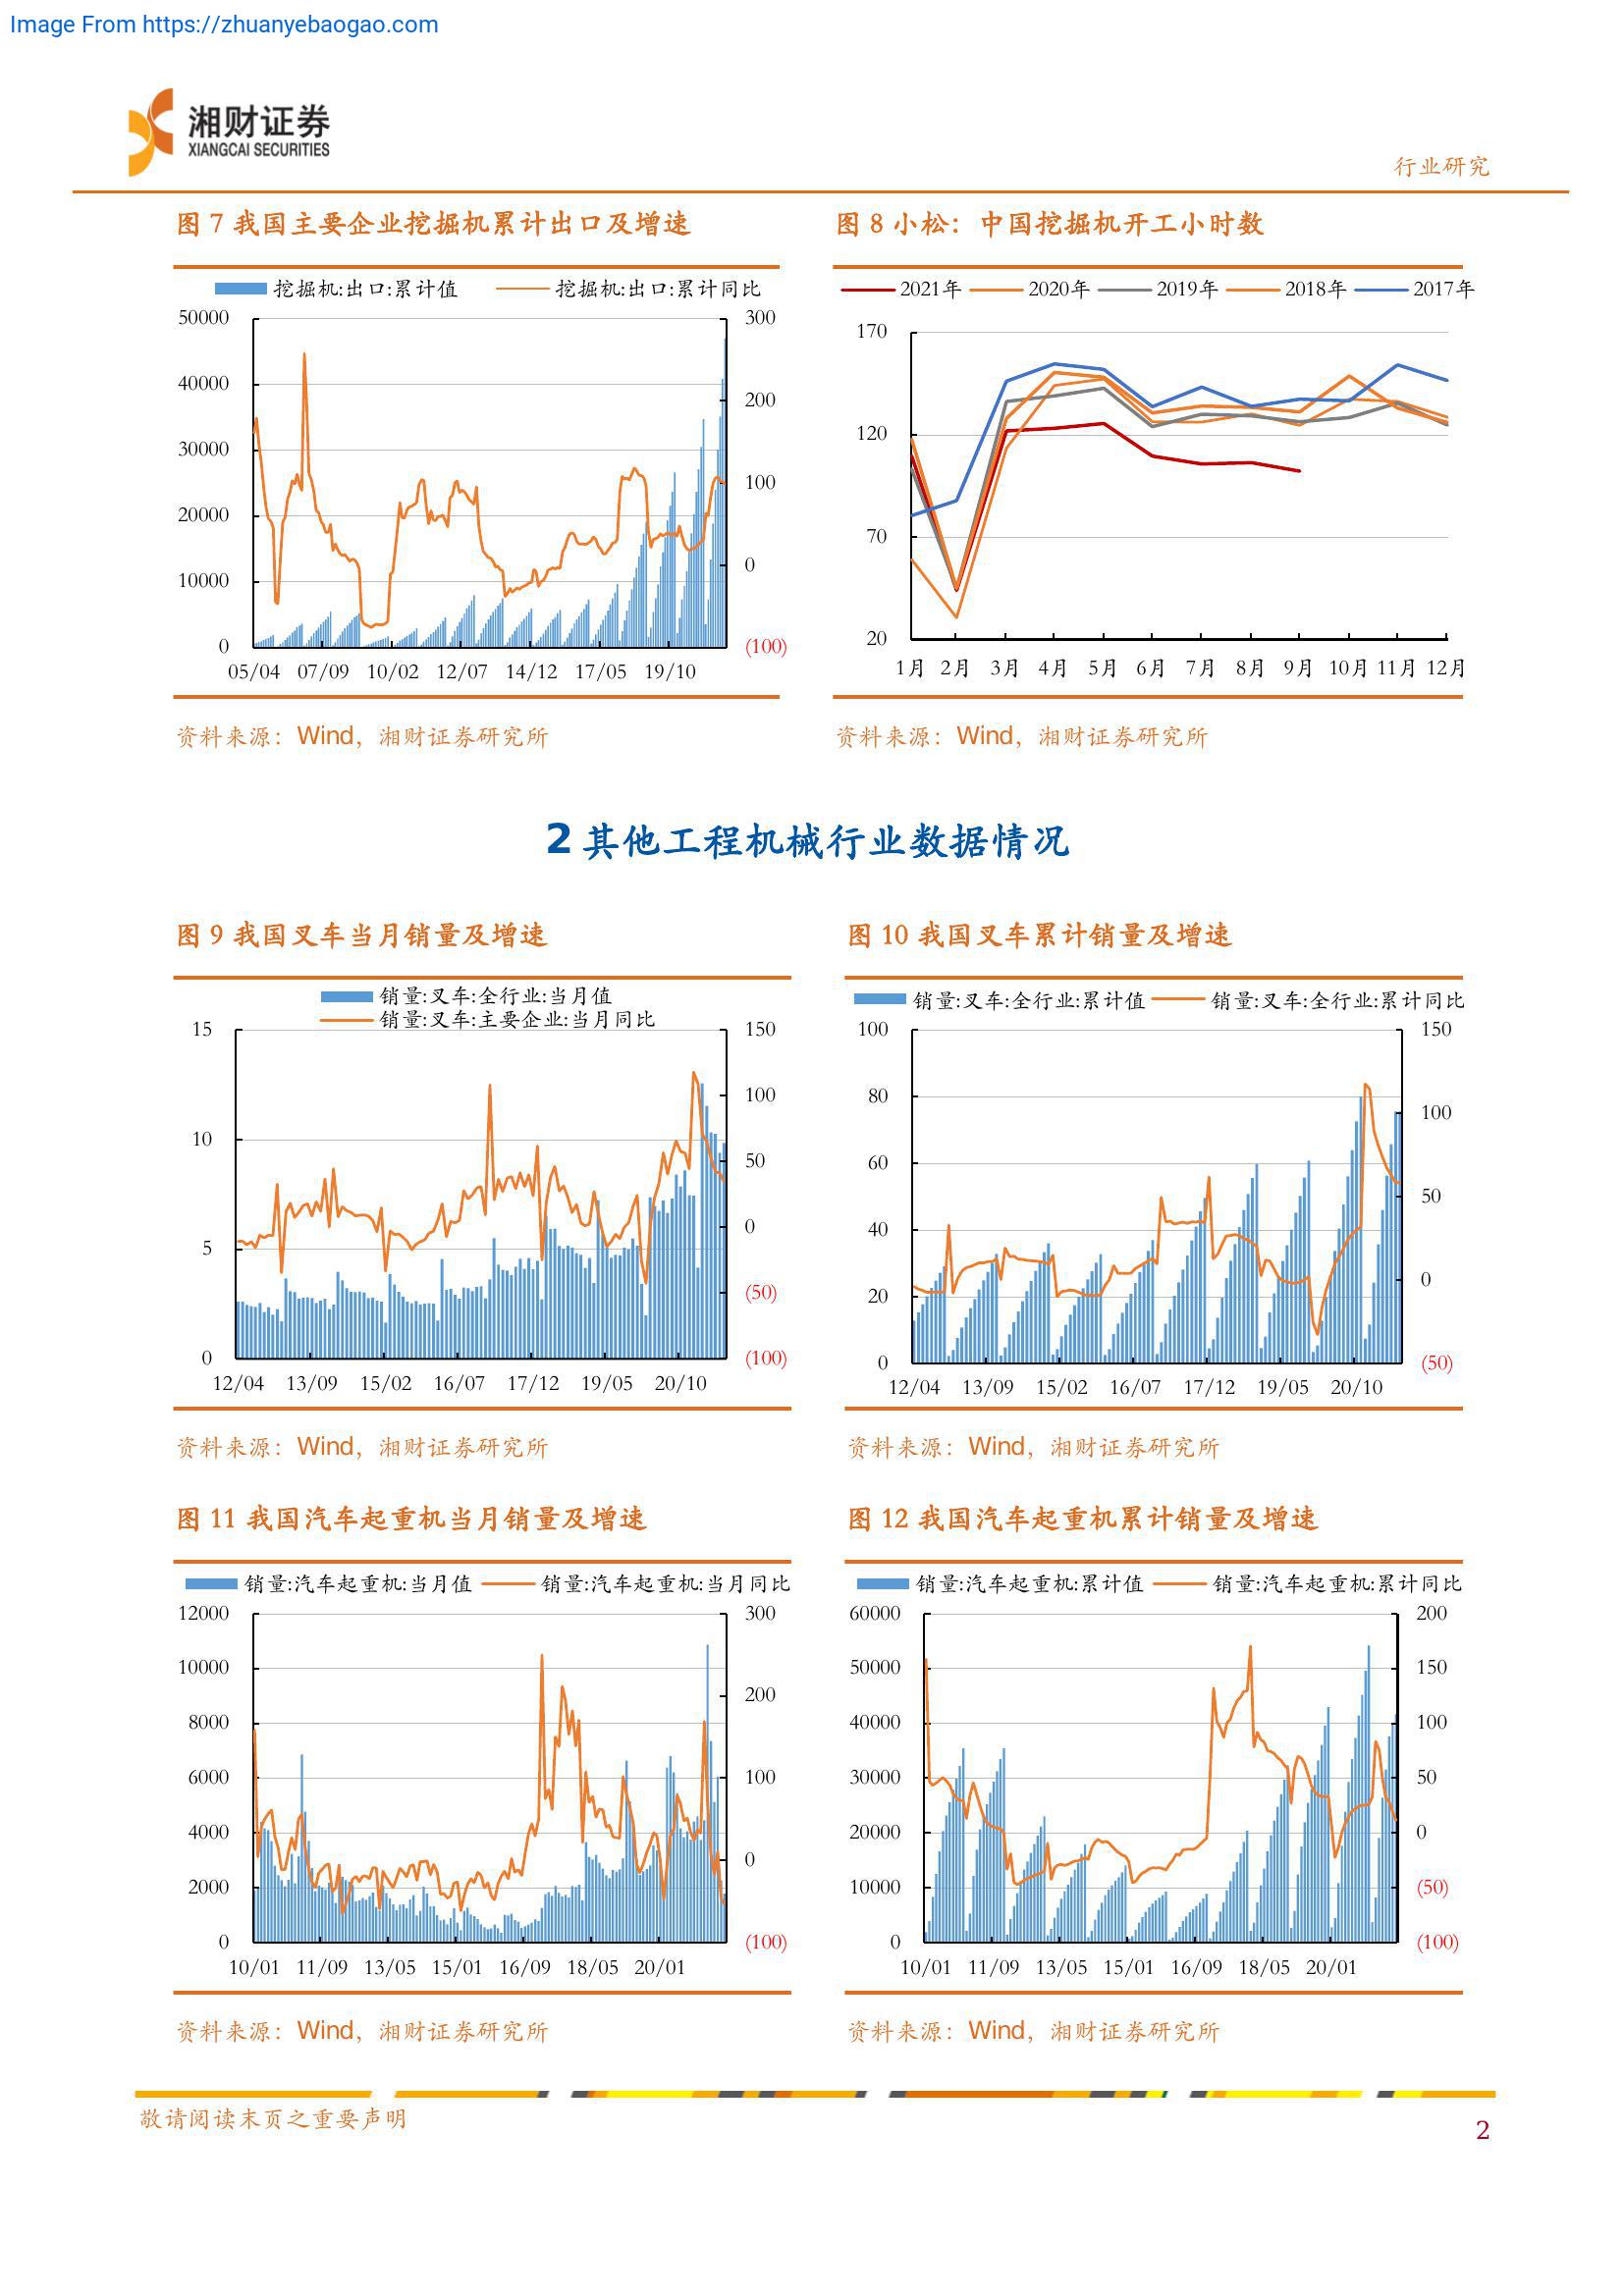 Image From https://zhuanyebaogao.com
湘财证券
XIANGCAI SECURITIES
行业研究
图 7 我国主要企业挖掘机累计出口及增速
挖掘机:出口:累计值 挖掘机:出口:累计同比
50000 300
40000 200
30000 100
20000 0
10000 (100)
0
05/04 07/09 10/02 12/07 14/12 17/05 19/10
资料来源：Wind，湘财证券研究所
图 8 小松：中国挖掘机开工小时数
2021年 2020年 2019年 2018年 2017年
170
120
70
20
1月 2月 3月 4月 5月 6月 7月 8月 9月 10月 11月 12月
资料来源：Wind，湘财证券研究所
2 其他工程机械行业数据情况
图 9 我国叉车当月销量及增速
销量:叉车:全行业:当月值
销量:叉车:主要企业:当月同比
15 150
100
10 50
0
5 (50)
0 (100)
12/04 13/09 15/02 16/07 17/12 19/05 20/10
资料来源：Wind，湘财证券研究所
图 10 我国叉车累计销量及增速
销量:叉车:全行业:累计值 销量:叉车:全行业:累计同比
100 150
80 100
60 50
40 0
20
0 (50)
12/04 13/09 15/02 16/07 17/12 19/05 20/10
资料来源：Wind，湘财证券研究所
图 11 我国汽车起重机当月销量及增速
销量:汽车起重机:当月值 销量:汽车起重机:当月同比
12000 300
10000 200
8000
6000 100
4000 0
2000
0 (100)
10/01 11/09 13/05 15/01 16/09 18/05 20/01
资料来源：Wind，湘财证券研究所
图 12 我国汽车起重机累计销量及增速
销量:汽车起重机:累计值 销量:汽车起重机:累计同比
60000 200
50000 150
40000 100
30000 50
20000 0
10000 (50)
0 (100)
10/01 11/09 13/05 15/01 16/09 18/05 20/01
资料来源：Wind，湘财证券研究所
敬请阅读末页之重要声明
2